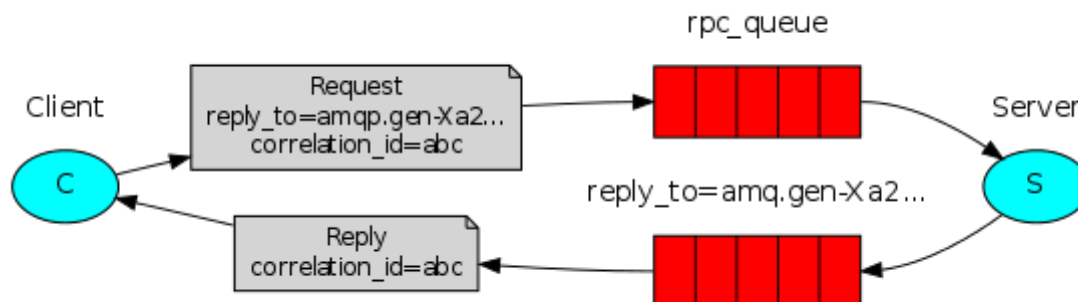 rpc_queue
Client
Request
reply_to=amqp.gen-Xa2...
correlation_id=abc
Server
C
S
reply_to=amq.gen-Xa2...
Reply
correlation_id=abc